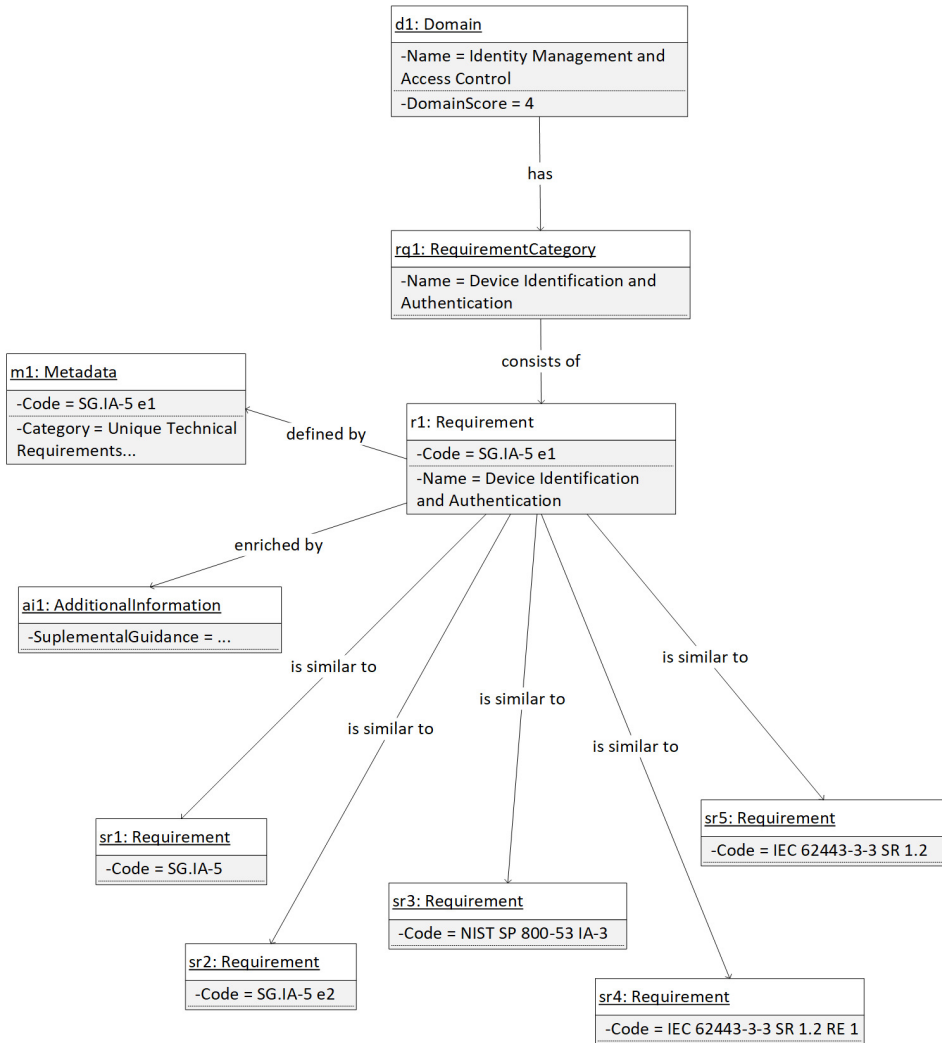 d1: Domain
-Name = Identity Management and
Access Control
-DomainScore = 4
has
rq1: RequirementCategory
-Name = Device Identification and
Authentication
consists of
m1: Metadata
-Code = SG.IA-5 e1
-Category = Unique Technical
Requirements...
defined by
r1: Requirement
-Code = SG.IA-5 e1
-Name = Device Identification
and Authentication
enriched by
ai1: AdditionalInformation
-SuplementalGuidance = ...
is similar to
is similar to
is similar to
is similar to
is similar to
sr1: Requirement
-Code = SG.IA-5
sr2: Requirement
-Code = SG.IA-5 e2
sr3: Requirement
-Code = NIST SP 800-53 IA-3
sr4: Requirement
-Code = IEC 62443-3-3 SR 1.2 RE 1
sr5: Requirement
-Code = IEC 62443-3-3 SR 1.2